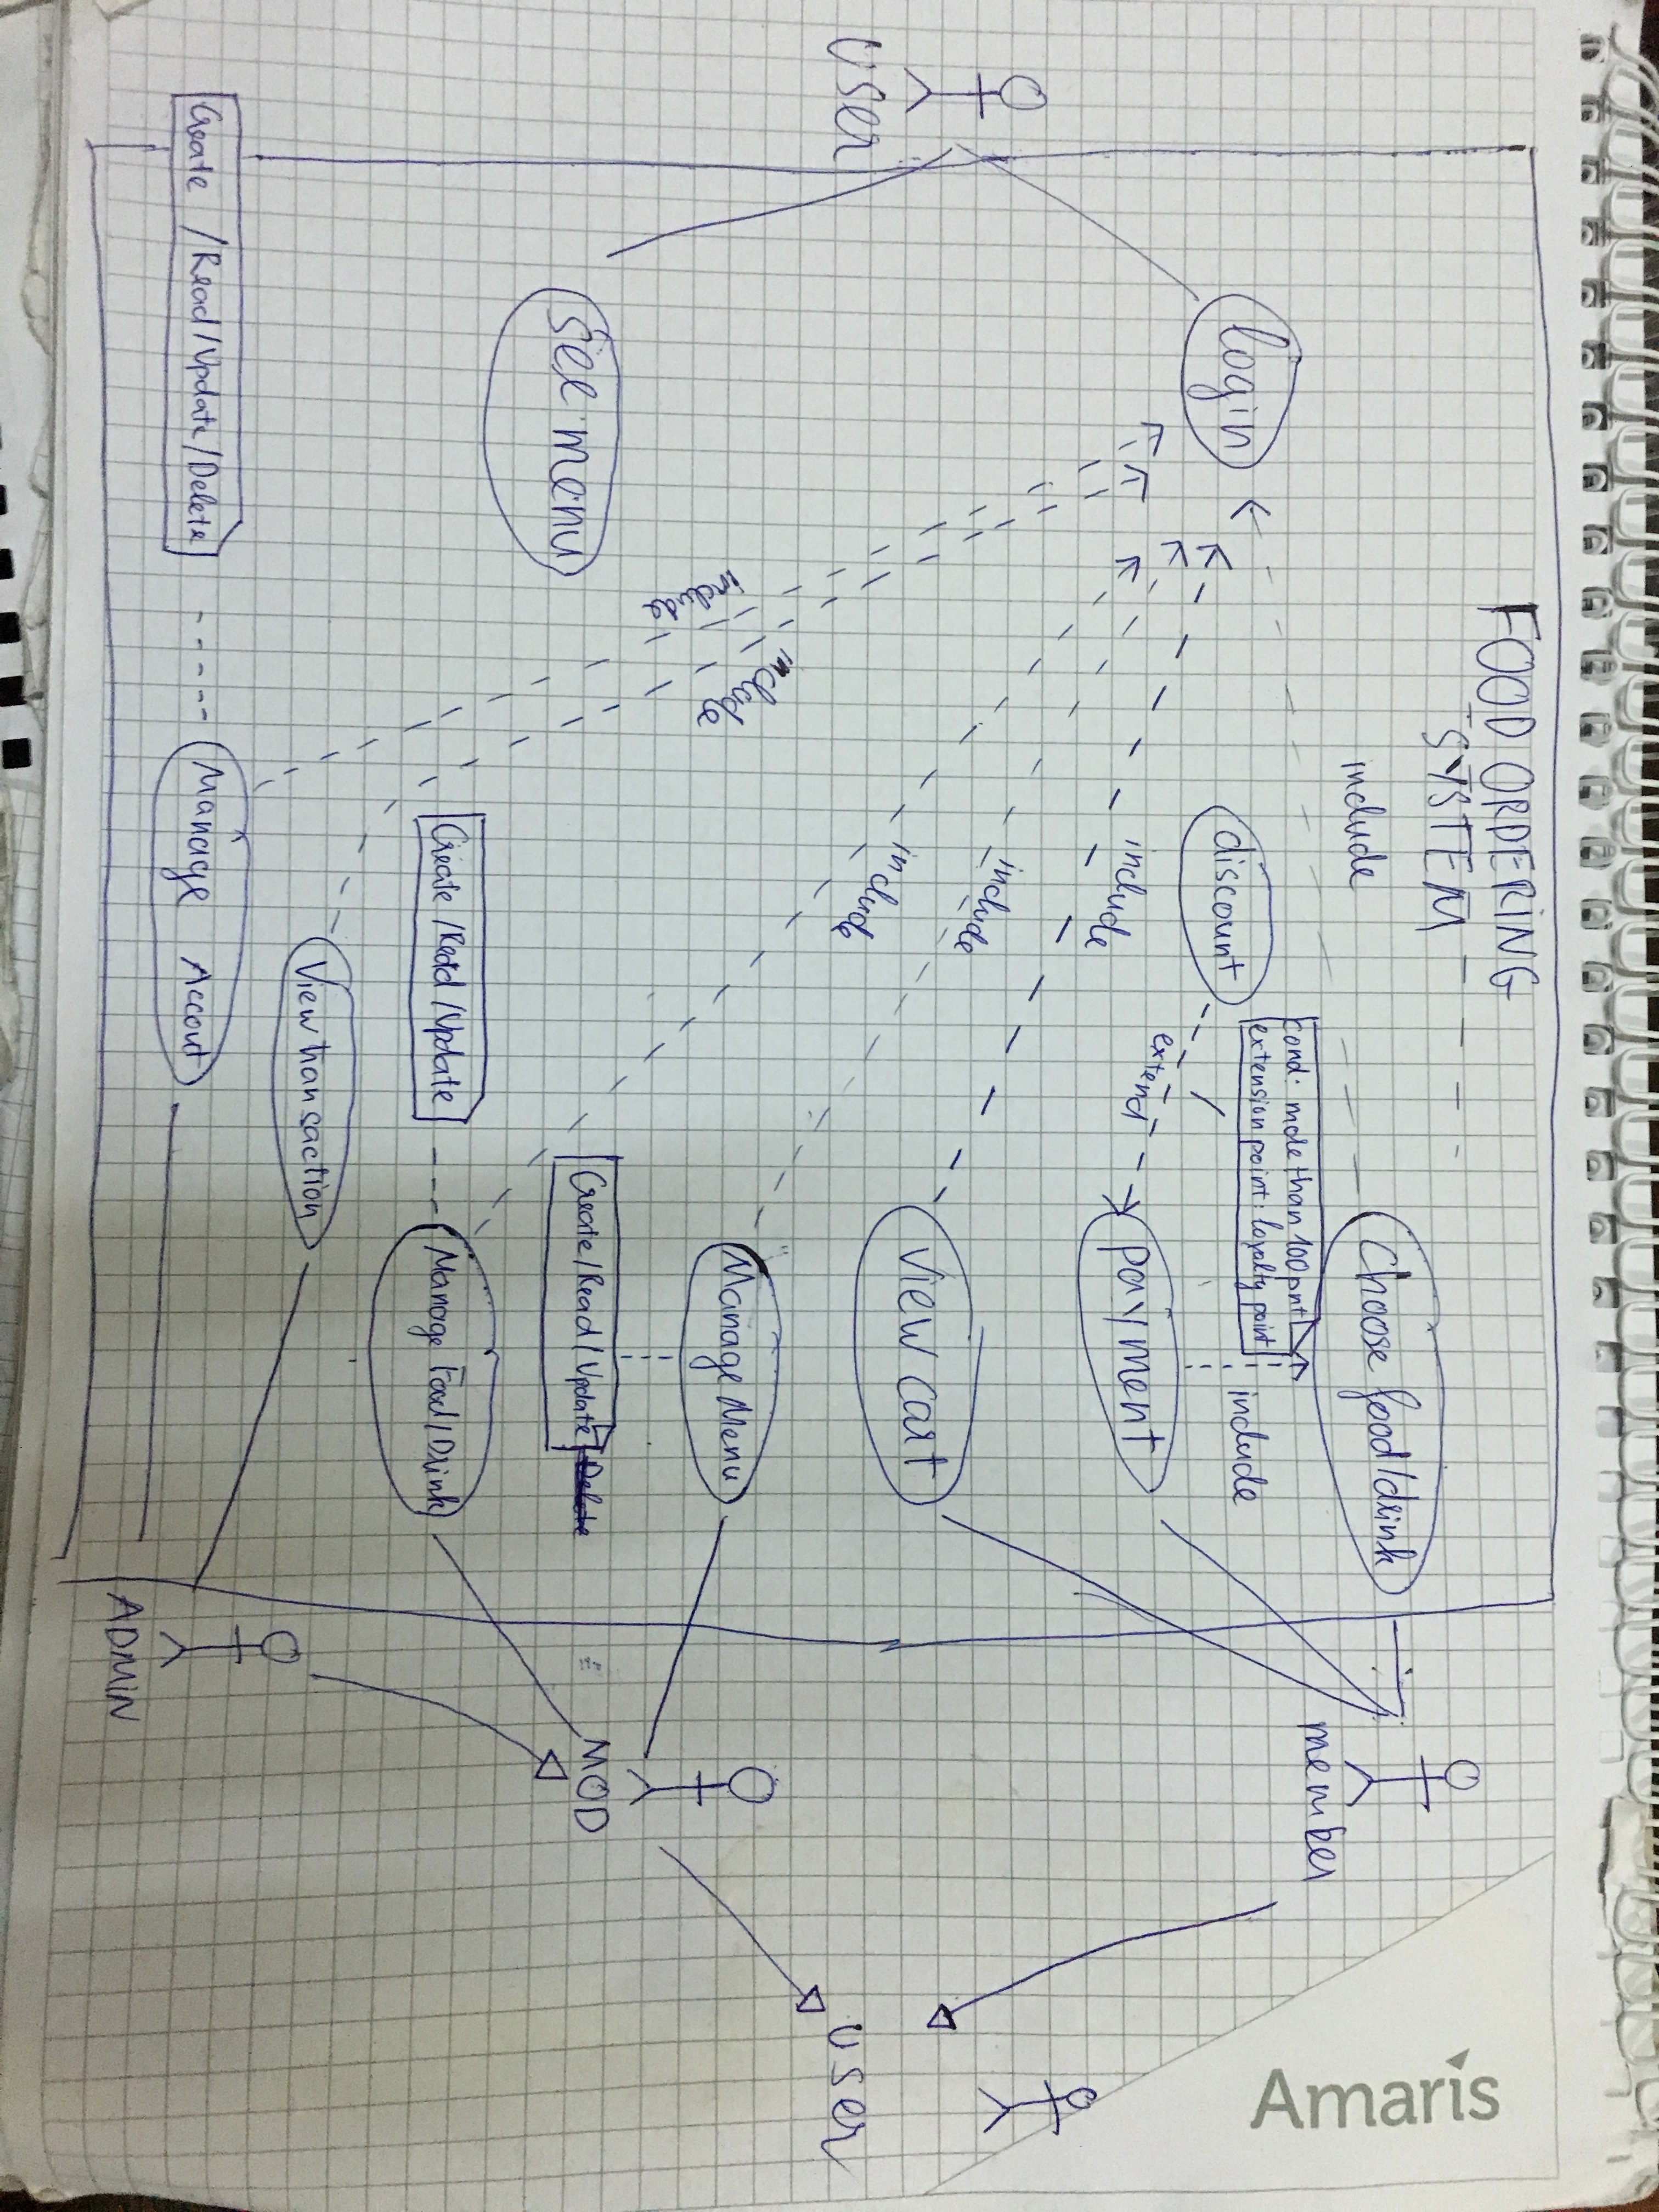 FOOD ORDERING
SYSTEM
Amaris
include
Choose food/drink
member
login
discount
cond: more than 100 pnt
extension point: loyalty point
include
extend
payment
include
include
include
view cart
user
user
Manage Menu
include
include
Create/Read/Update
Delete
MOD
see menu
Create/Read/Update
Manage Food/Drink
View transaction
Create /Read/Update/Delete
Manage Accout
ADMIN